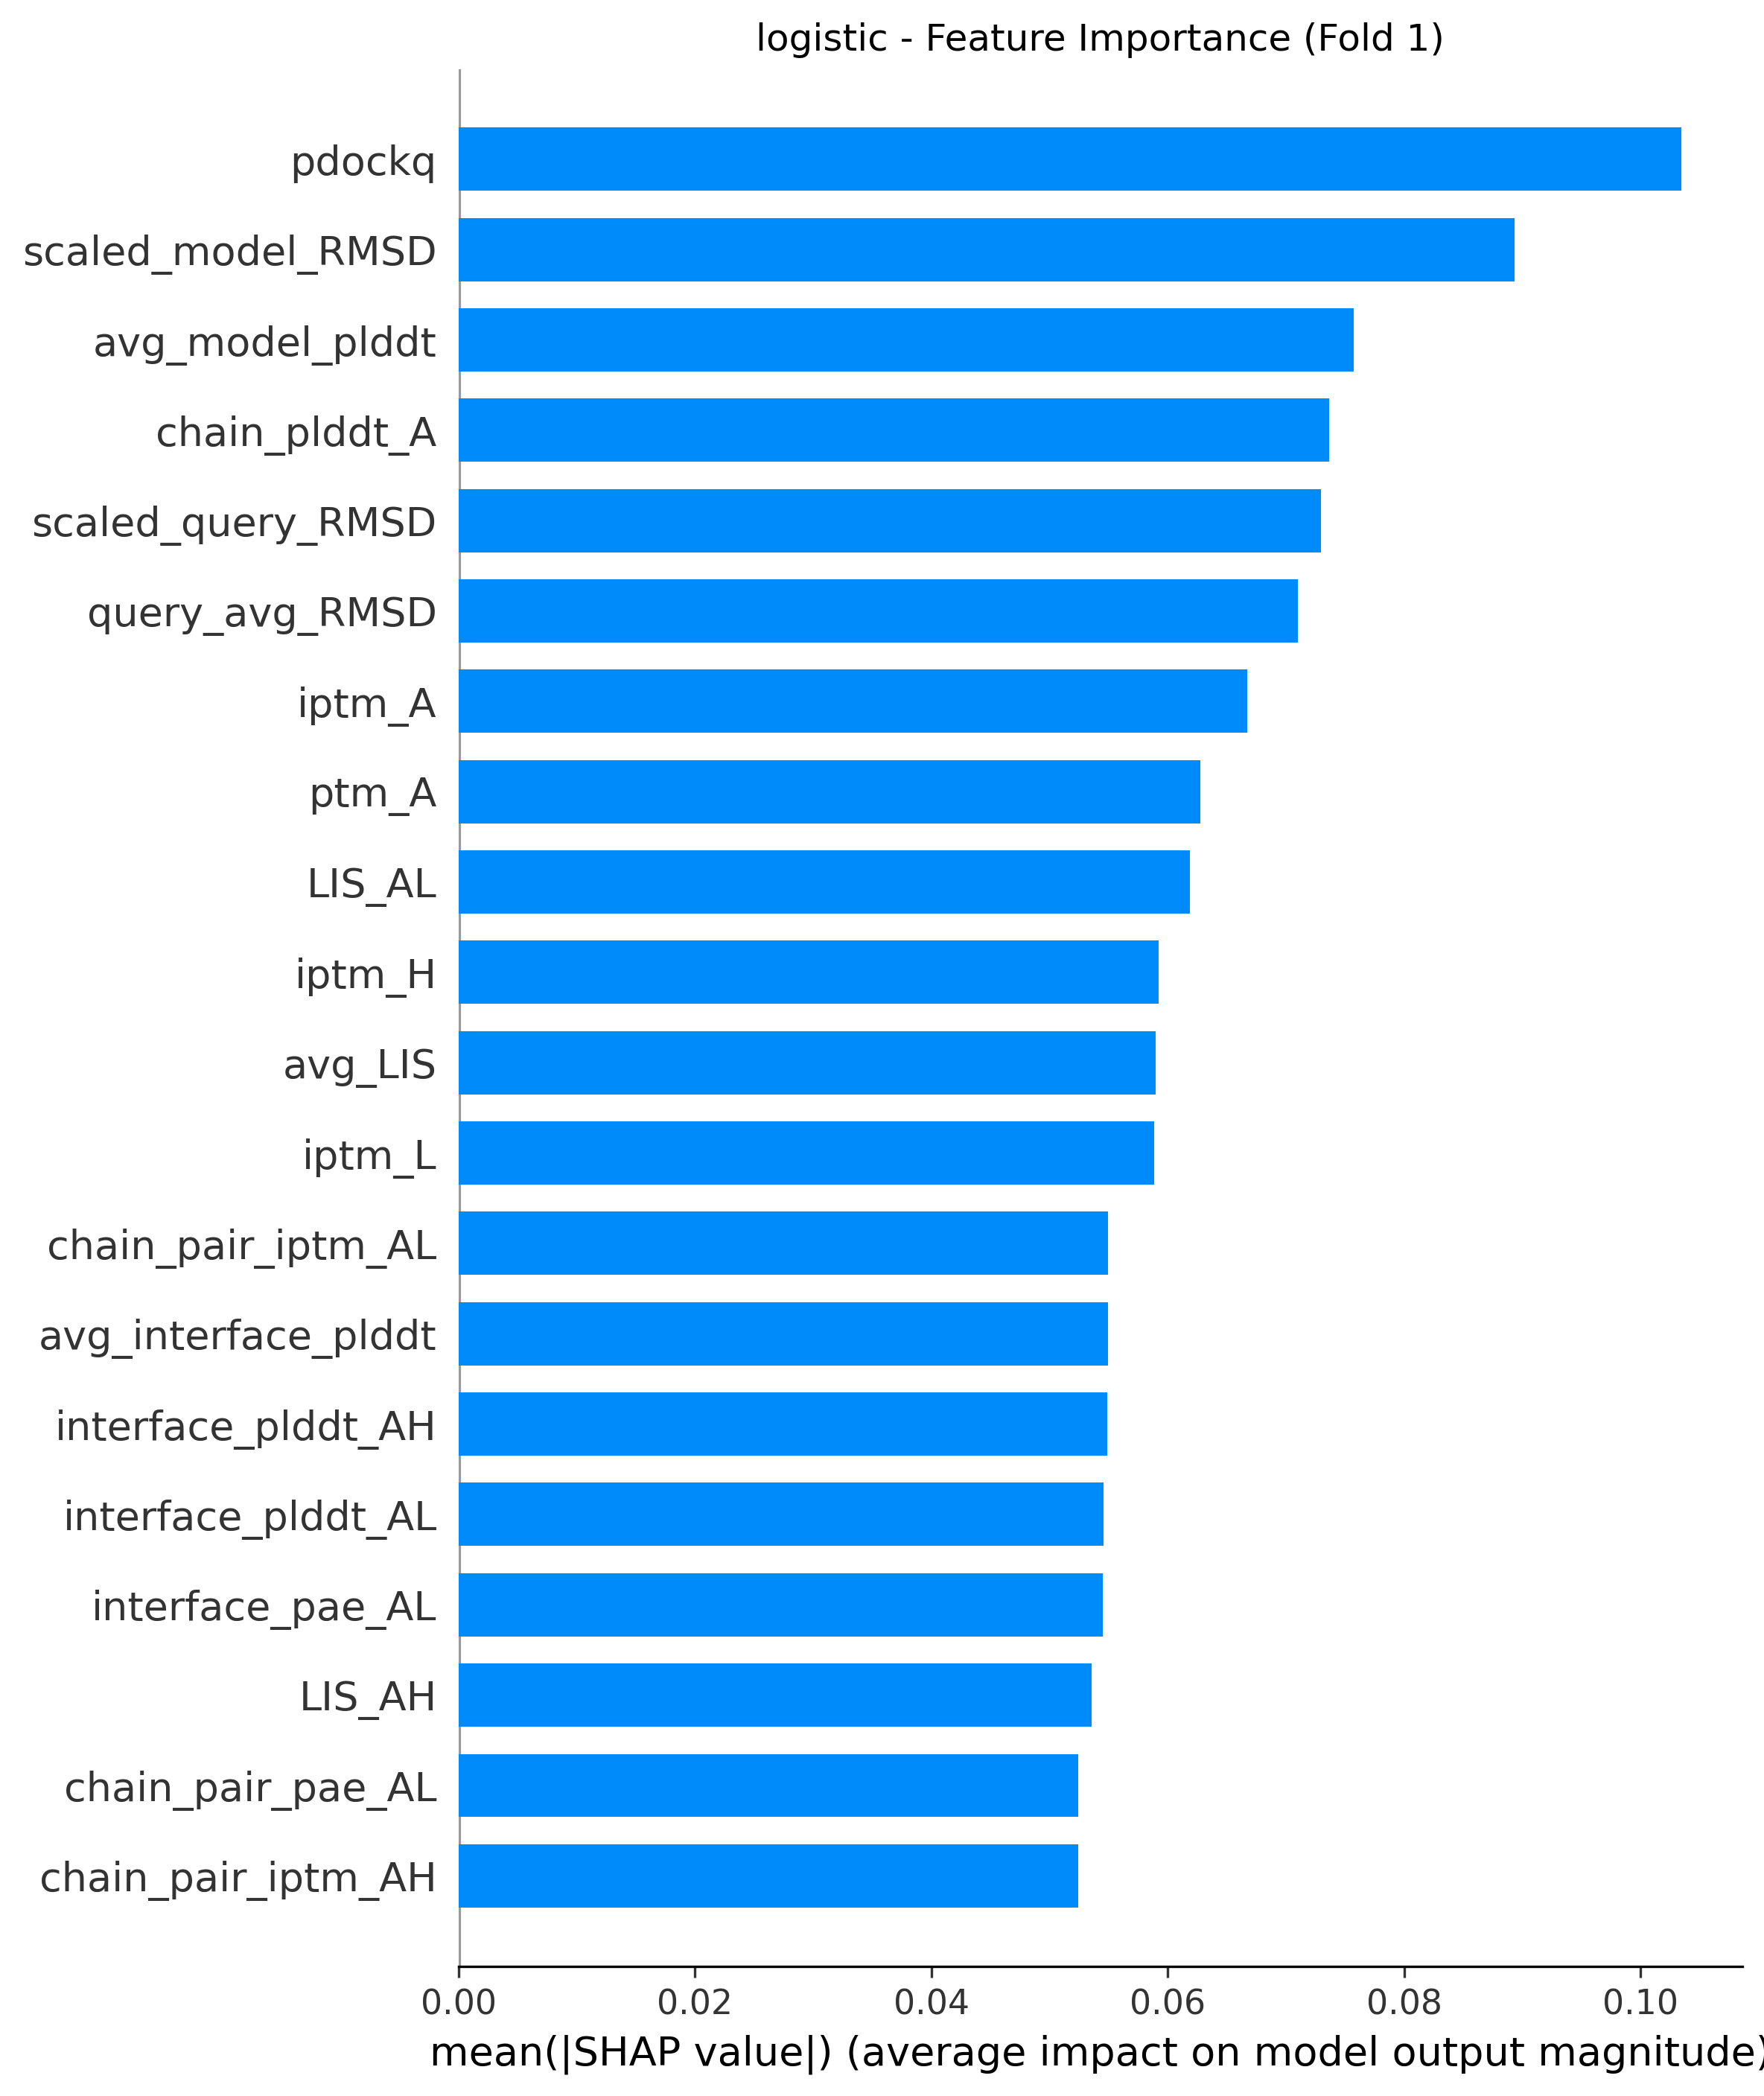 logistic - Feature Importance (Fold 1)
pdockq
scaled_model_RMSD
avg_model_plddt
chain_plddt_A
scaled_query_RMSD
query_avg_RMSD
iptm_A
ptm_A
LIS_AL
iptm_H
avg_LIS
iptm_L
chain_pair_iptm_AL
avg_interface_plddt
interface_plddt_AH
interface_plddt_AL
interface_pae_AL
LIS_AH
chain_pair_pae_AL
chain_pair_iptm_AH
0.00 0.02 0.04 0.06 0.08 0.10
mean(|SHAP value|) (average impact on model output magnitude)